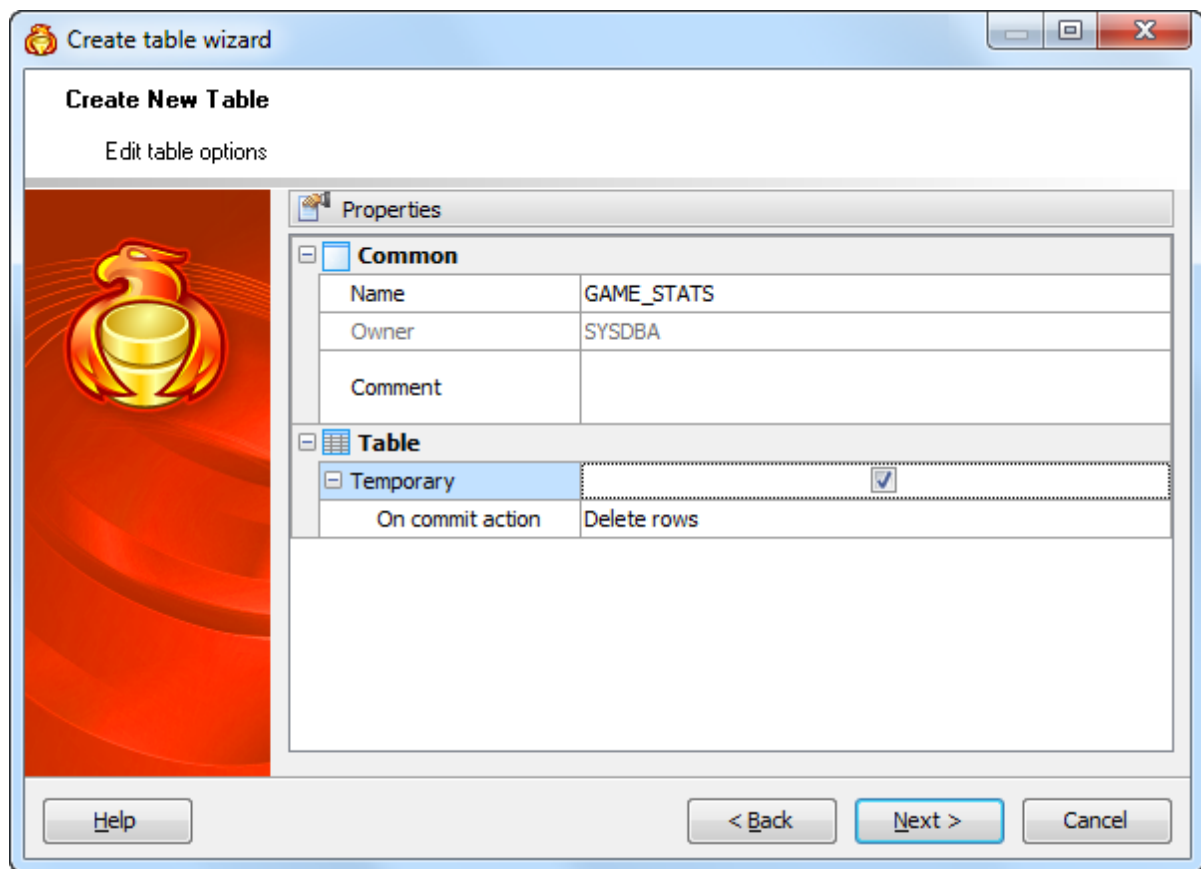 Create table wizard
Create New Table
Edit table options
Properties
Common
Name GAME_STATS
Owner SYSDBA
Comment
Table
Temporary
On commit action Delete rows
Help < Back Next > Cancel